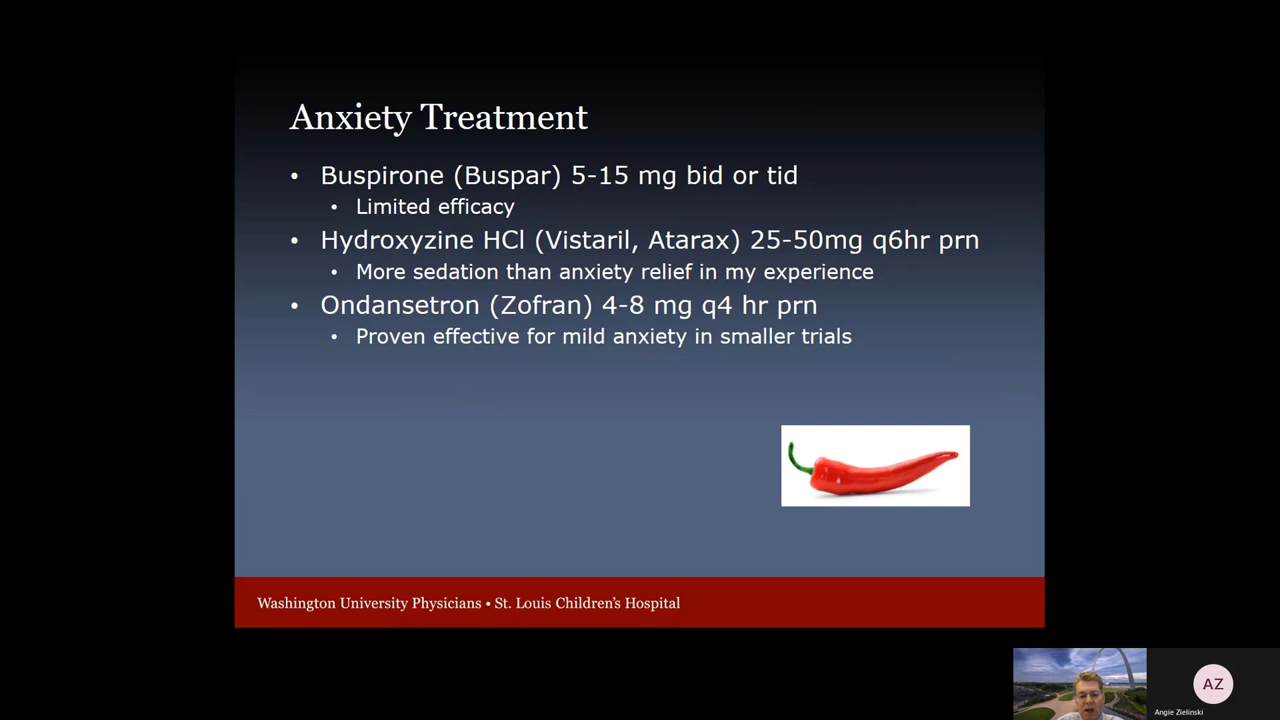 Anxiety Treatment
• Buspirone (Buspar) 5-15 mg bid or tid
• Limited efficacy
• Hydroxyzine HCl (Vistaril, Atarax) 25-50mg q6hr prn
• More sedation than anxiety relief in my experience
• Ondansetron (Zofran) 4-8 mg q4 hr prn
• Proven effective for mild anxiety in smaller trials
Washington University Physicians • St. Louis Children's Hospital
AZ
Angie Zielinski